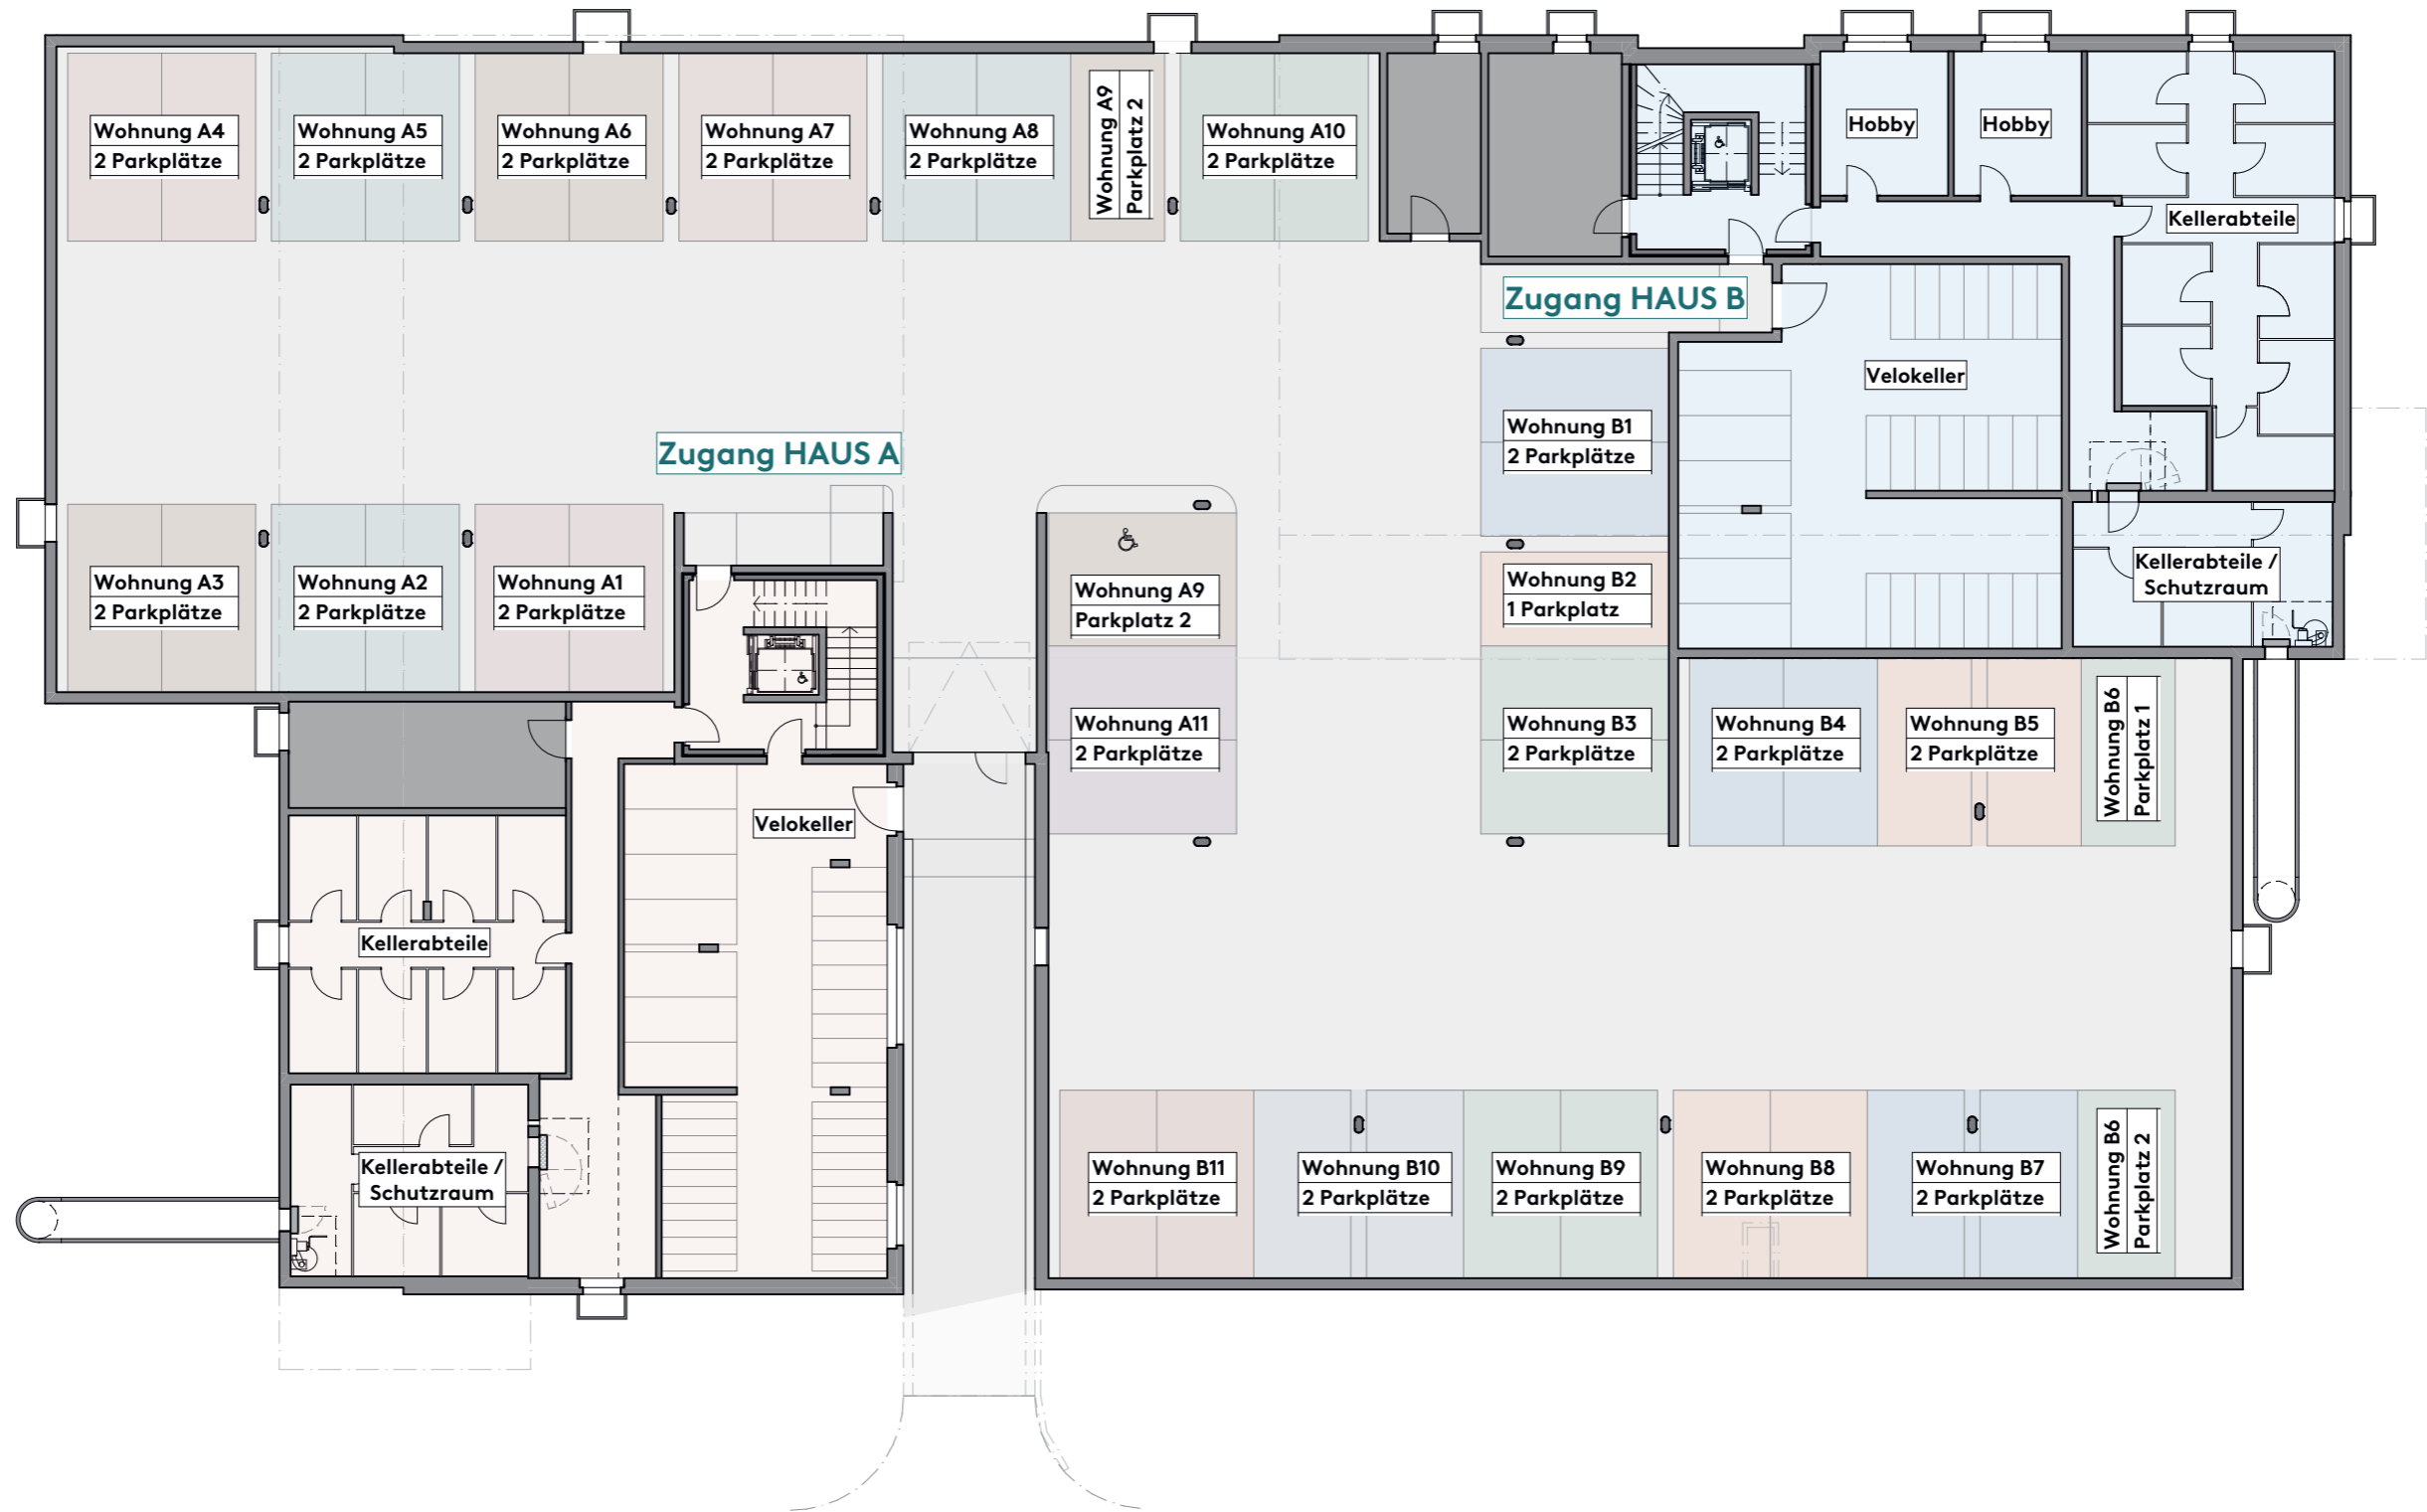 Wohnung A4
2 Parkplätze
Wohnung A5
2 Parkplätze
Wohnung A6
2 Parkplätze
Wohnung A7
2 Parkplätze
Wohnung A8
2 Parkplätze
Wohnung A9
Parkplatz 2
Wohnung A10
2 Parkplätze
Hobby
Hobby
Kellerabteile
Zugang HAUS B
Velokeller
Wohnung B1
2 Parkplätze
Zugang HAUS A
Wohnung A3
2 Parkplätze
Wohnung A2
2 Parkplätze
Wohnung A1
2 Parkplätze
Wohnung A9
Parkplatz 2
Wohnung B2
1 Parkplatz
Kellerabteile /
Schutzraum
Wohnung A11
2 Parkplätze
Wohnung B3
2 Parkplätze
Wohnung B4
2 Parkplätze
Wohnung B5
2 Parkplätze
Wohnung B6
Parkplatz 1
Velokeller
Kellerabteile
Kellerabteile /
Schutzraum
Wohnung B11
2 Parkplätze
Wohnung B10
2 Parkplätze
Wohnung B9
2 Parkplätze
Wohnung B8
2 Parkplätze
Wohnung B7
2 Parkplätze
Wohnung B6
Parkplatz 2